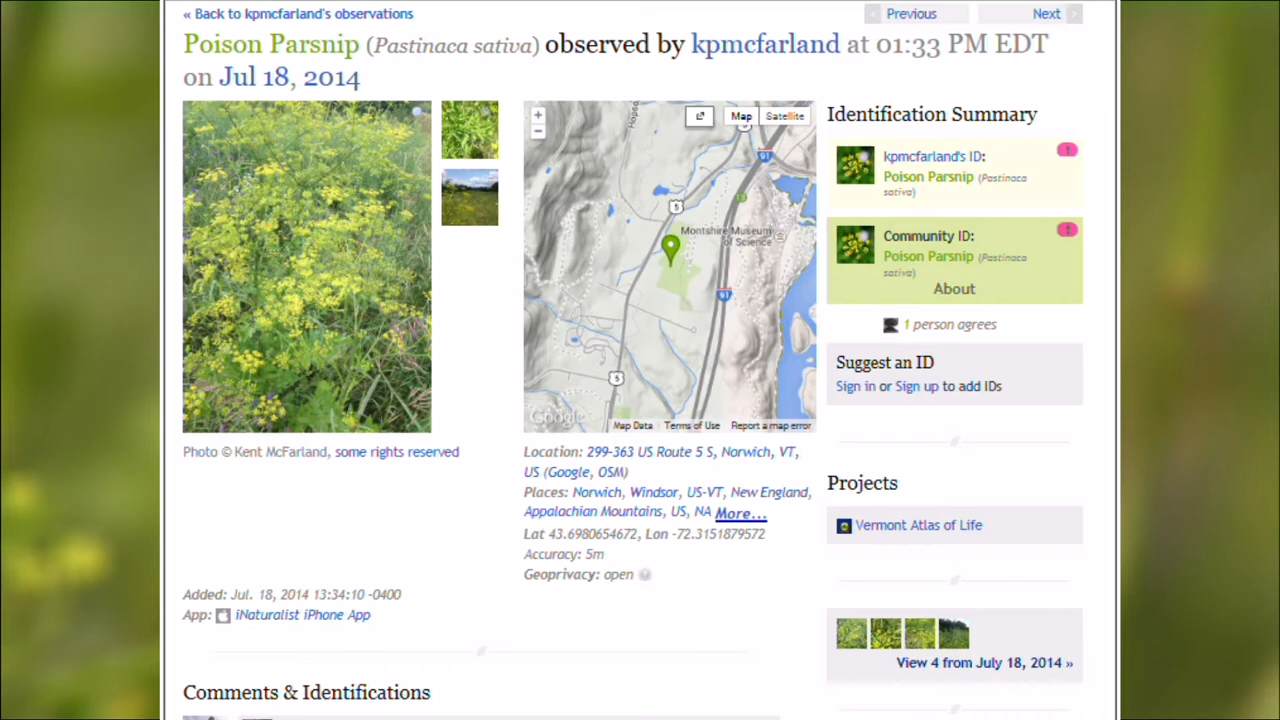 « Back to kpmcfarland's observations
Previous
Next
Poison Parsnip (Pastinaca sativa) observed by kpmcfarland at 01:33 PM EDT
on Jul 18, 2014
Map
Satellite
91
5
Montshire Museum
of Science
91
5
Google
Map Data
Terms of Use
Report a map error
Photo © Kent McFarland, some rights reserved
Location: 299-363 US Route 5 S, Norwich, VT,
US (Google, OSM)
Places: Norwich, Windsor, US-VT, New England,
Appalachian Mountains, US, NA More...
Lat 43.6980654672, Lon -72.3151879572
Accuracy: 5m
Geoprivacy: open
Added: Jul. 18, 2014 13:34:10 -0400
App: iNaturalist iPhone App
Comments & Identifications
Identification Summary
kpmcfarland's ID:
Poison Parsnip (Pastinaca
sativa)
Community ID:
Poison Parsnip (Pastinaca
sativa)
About
1 person agrees
Suggest an ID
Sign in or Sign up to add IDs
Projects
Vermont Atlas of Life
View 4 from July 18, 2014 »